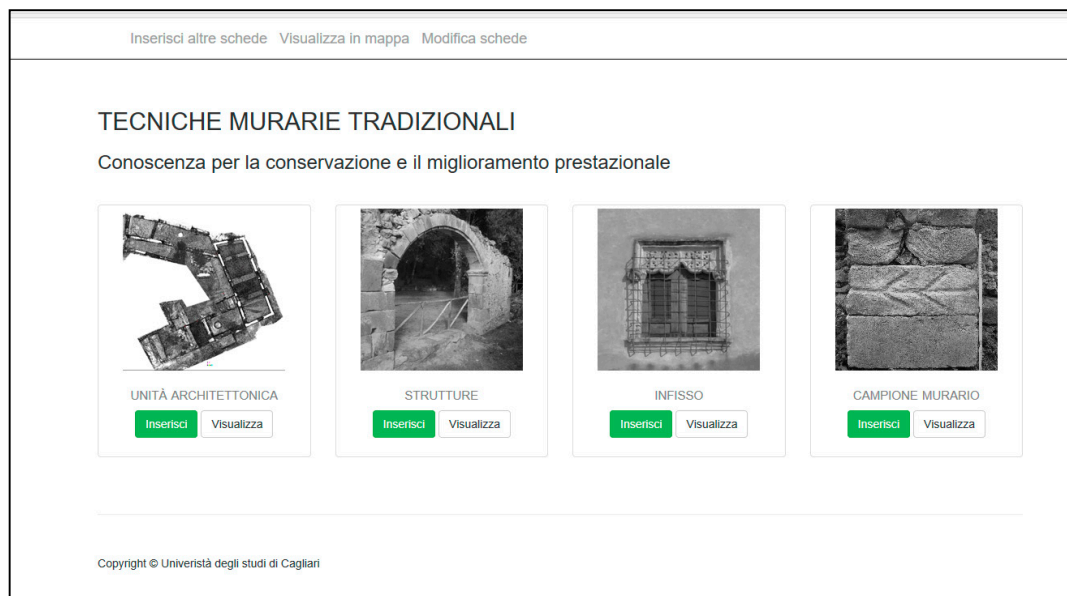 Inserisci altre schede Visualizza in mappa Modifica schede
TECNICHE MURARIE TRADIZIONALI
Conoscenza per la conservazione e il miglioramento prestazionale
UNITÀ ARCHITETTONICA
Inserisci Visualizza
STRUTTURE
Inserisci Visualizza
INFISSO
Inserisci Visualizza
CAMPIONE MURARIO
Inserisci Visualizza
Copyright © Univeristà degli studi di Cagliari